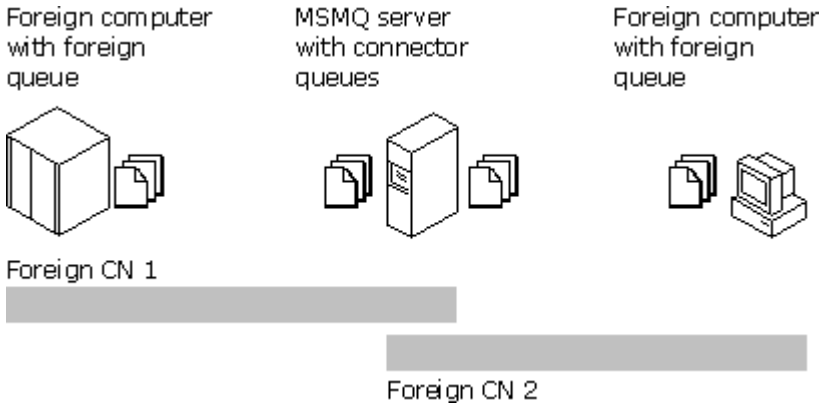 Foreign computer
with foreign
queue
MSMQ server
with connector
queues
Foreign computer
with foreign
queue
Foreign CN 1
Foreign CN 2